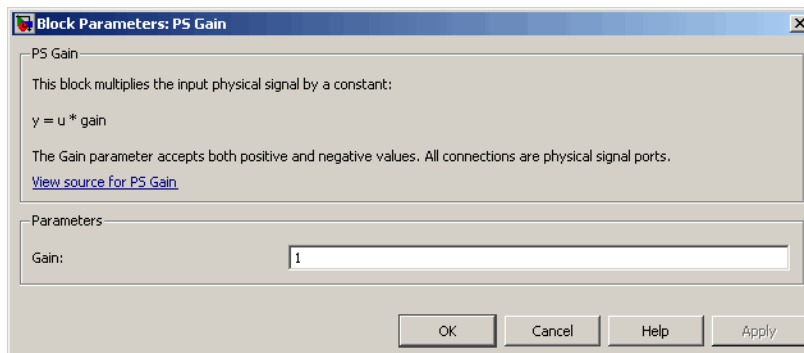 Block Parameters: PS Gain
PS Gain
This block multiplies the input physical signal by a constant:
y = u * gain
The Gain parameter accepts both positive and negative values. All connections are physical signal ports.
View source for PS Gain
Parameters
Gain:
1
OK
Cancel
Help
Apply